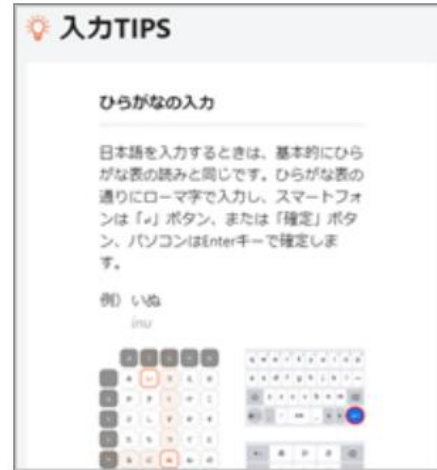 入力TIPS
ひらがなの入力
日本語を入力するときは、基本的にひら
がな表の読みと同じです。ひらがな表の
通りにローマ字で入力し、スマートフォ
ンは「↲」ボタン、または「確定」ボタ
ン、パソコンはEnterキーで確定しま
す。
例）いぬ
inu